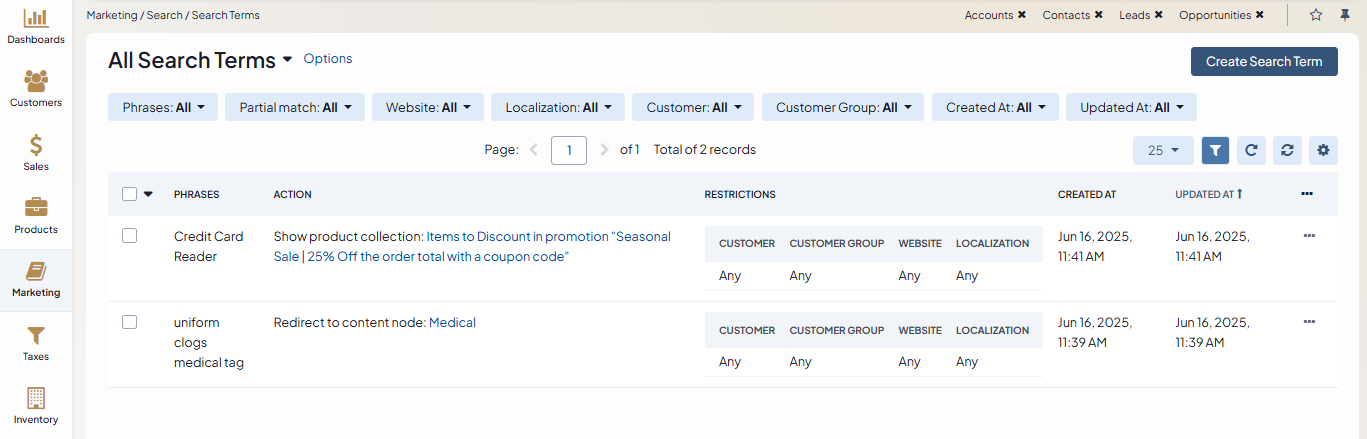 Marketing / Search / Search Terms
Accounts ✖ Contacts ✖ Leads ✖ Opportunities ✖
Dashboards
Customers
Sales
Products
Marketing
Taxes
Inventory
All Search Terms Options
Create Search Term
Phrases: All Partial match: All Website: All Localization: All Customer: All Customer Group: All Created At: All Updated At: All
Page: 1 of 1 Total of 2 records 25
PHRASES ACTION RESTRICTIONS CREATED AT UPDATED AT ↑ ...
Credit Card Show product collection: Items to Discount in promotion "Seasonal Jun 16, 2025, Jun 16, 2025, ...
Reader Sale | 25% Off the order total with a coupon code" 11:41 AM 11:41 AM
CUSTOMER CUSTOMER GROUP WEBSITE LOCALIZATION
Any Any Any Any
uniform Redirect to content node: Medical Jun 16, 2025, Jun 16, 2025, ...
clogs 11:39 AM 11:39 AM
medical tag
CUSTOMER CUSTOMER GROUP WEBSITE LOCALIZATION
Any Any Any Any